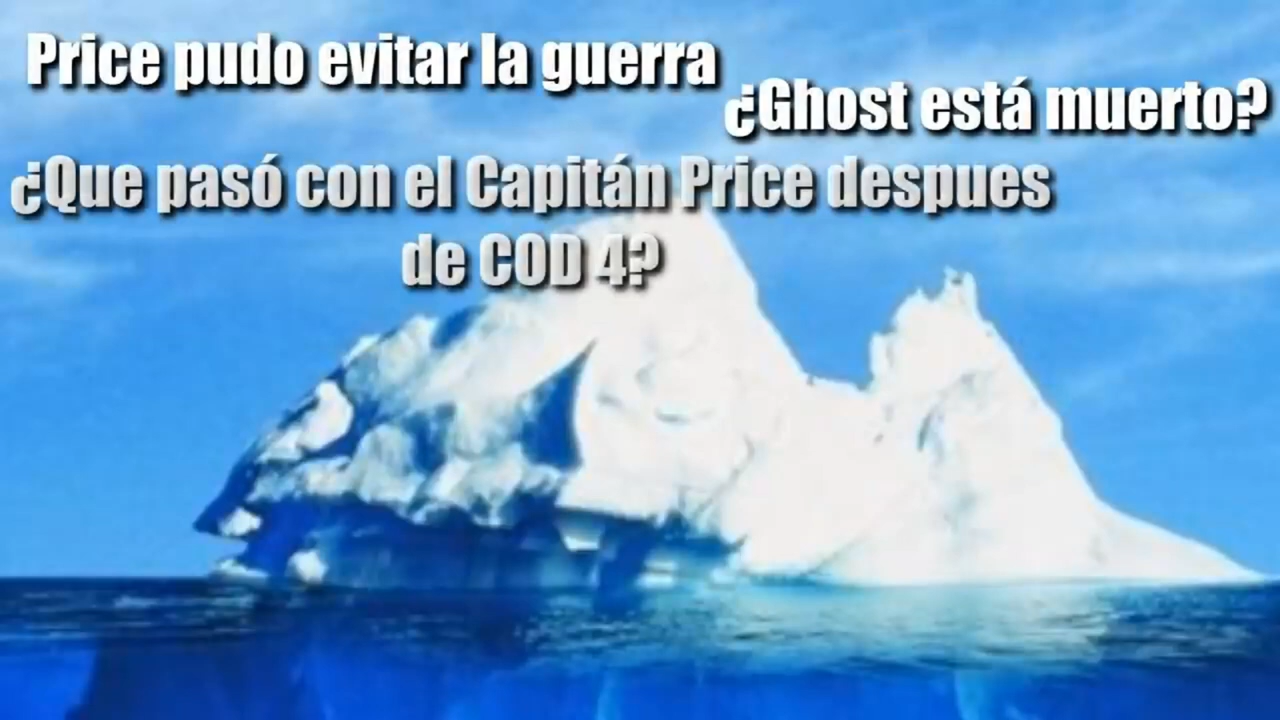 Price pudo evitar la guerra
¿Ghost está muerto?
¿Que pasó con el Capitán Price despues
de COD 4?